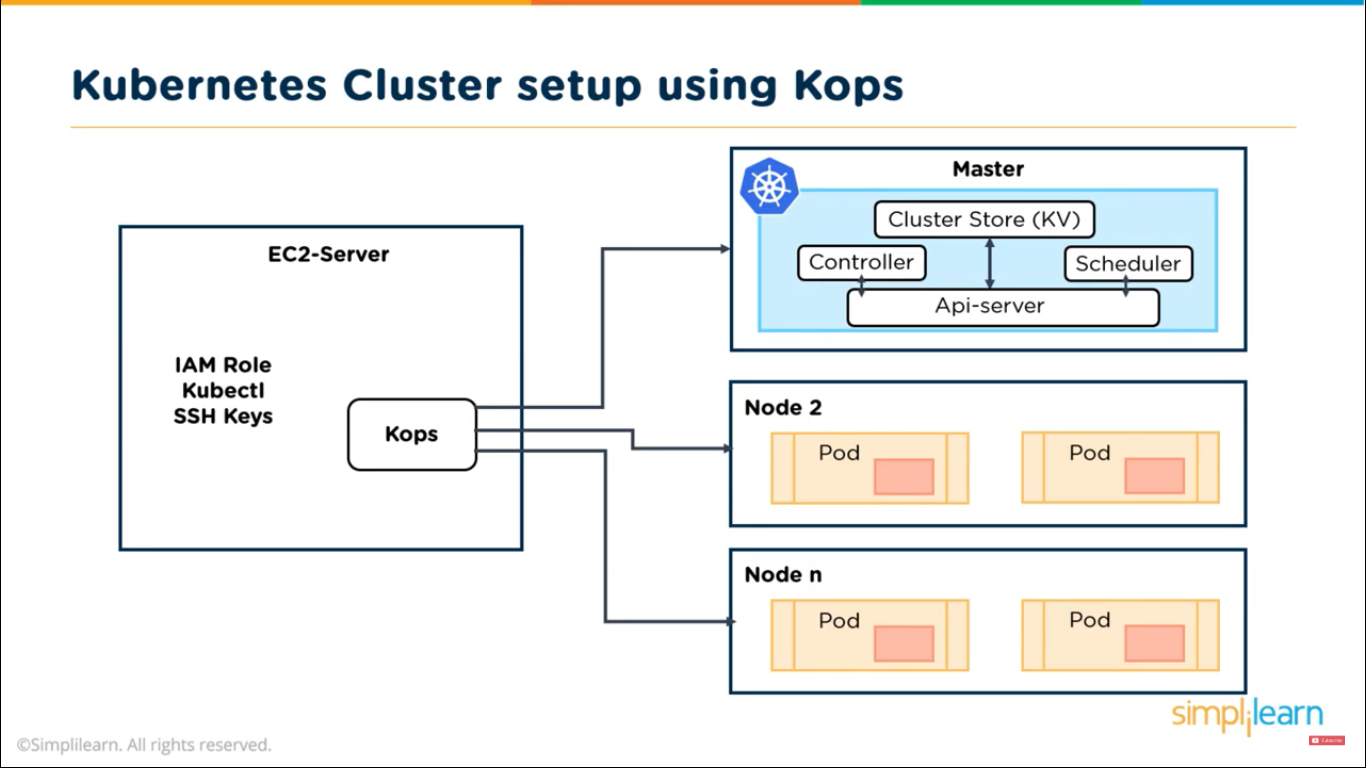 Kubernetes Cluster setup using Kops
EC2-Server
IAM Role
Kubectl
SSH Keys
Kops
Master
Cluster Store (KV)
Controller
Scheduler
Api-server
Node 2
Pod
Pod
Node n
Pod
Pod
simplilearn
Subscribe
©Simplilearn. All rights reserved.